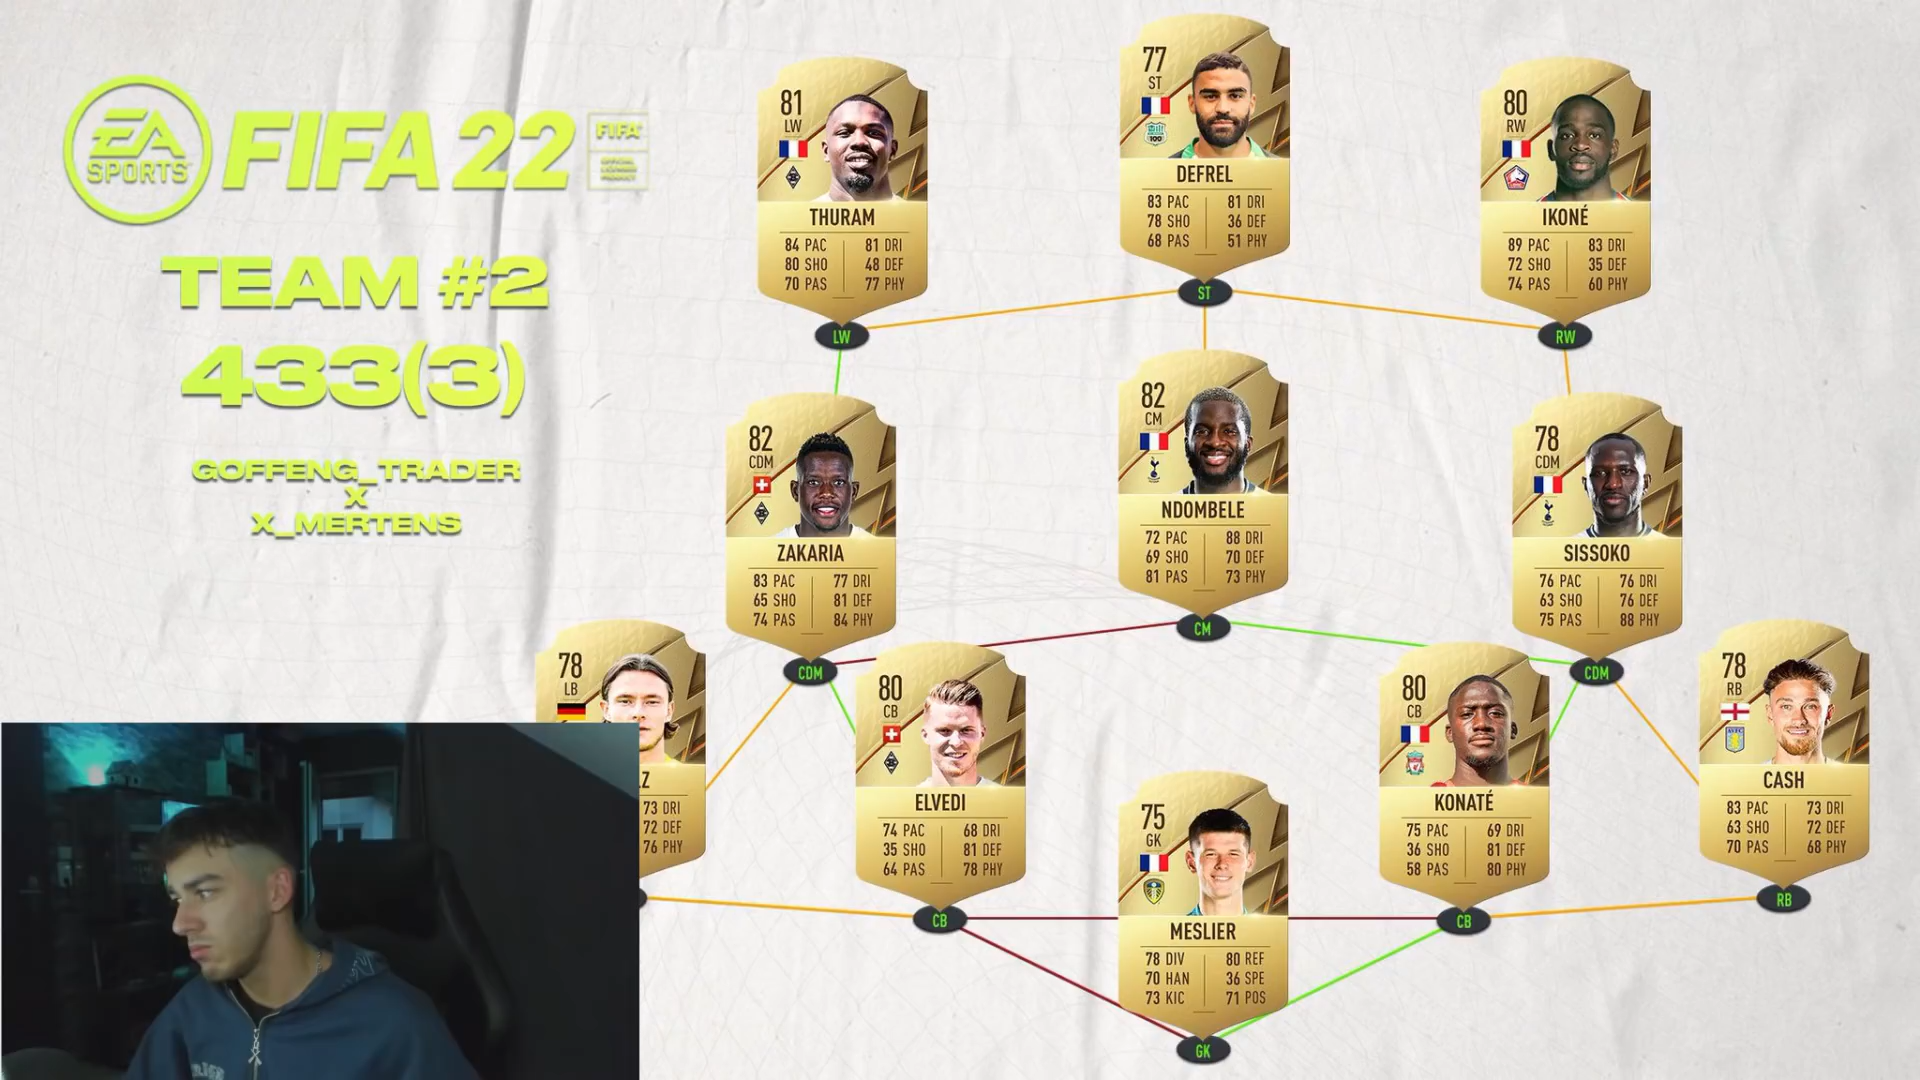 EA
SPORTS
FIFA 22
FIFA
OFFICIAL
LICENSED
PRODUCT
TEAM #2
433(3)
GOFFENG_TRADER
X
X_MERTENS
81
LW
THURAM
84 PAC 81 DRI
80 SHO 48 DEF
70 PAS 77 PHY
LW
77
ST
100
DEFREL
83 PAC 81 DRI
78 SHO 36 DEF
68 PAS 51 PHY
ST
80
RW
IKONÉ
89 PAC 83 DRI
72 SHO 35 DEF
74 PAS 60 PHY
RW
82
CDM
ZAKARIA
83 PAC 77 DRI
65 SHO 81 DEF
74 PAS 84 PHY
CDM
82
CM
NDOMBELE
72 PAC 88 DRI
69 SHO 70 DEF
81 PAS 73 PHY
CM
78
CDM
SISSOKO
76 PAC 76 DRI
63 SHO 76 DEF
75 PAS 88 PHY
CDM
78
LB
Z
73 DRI
72 DEF
76 PHY
80
CB
ELVEDI
74 PAC 68 DRI
35 SHO 81 DEF
64 PAS 78 PHY
CB
75
GK
MESLIER
78 DIV 80 REF
70 HAN 36 SPE
73 KIC 71 POS
GK
80
CB
KONATÉ
75 PAC 69 DRI
36 SHO 81 DEF
58 PAS 80 PHY
CB
78
RB
CASH
83 PAC 73 DRI
63 SHO 72 DEF
70 PAS 68 PHY
RB